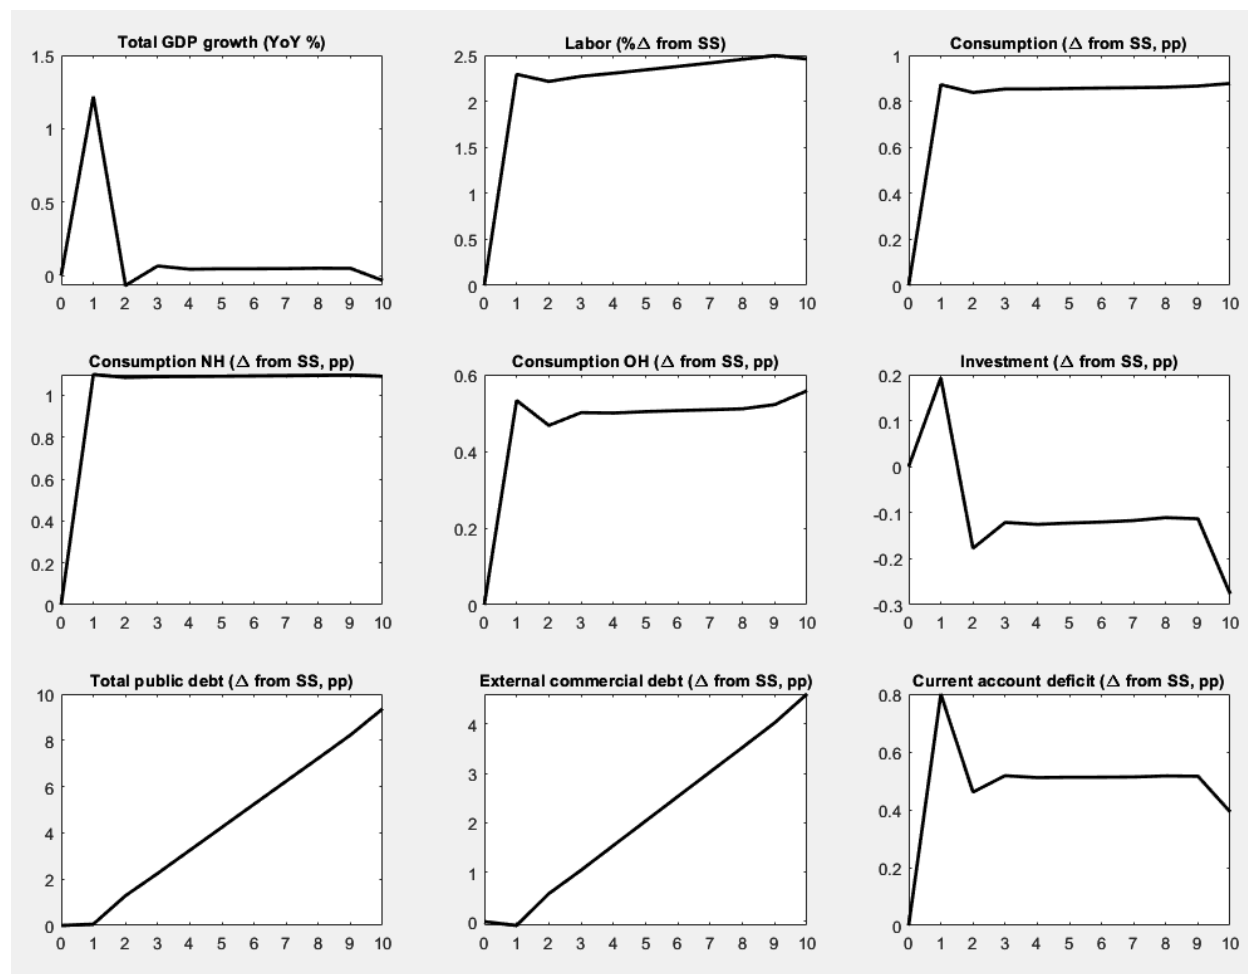 Total GDP growth (YoY %)
1.5
1
0.5
0
0 1 2 3 4 5 6 7 8 9 10
Labor (%Δ from SS)
2.5
2
1.5
1
0.5
0
0 1 2 3 4 5 6 7 8 9 10
Consumption (Δ from SS, pp)
1
0.8
0.6
0.4
0.2
0
0 1 2 3 4 5 6 7 8 9 10
Consumption NH (Δ from SS, pp)
1
0.8
0.6
0.4
0.2
0
0 1 2 3 4 5 6 7 8 9 10
Consumption OH (Δ from SS, pp)
0.6
0.4
0.2
0
0 1 2 3 4 5 6 7 8 9 10
Investment (Δ from SS, pp)
0.2
0.1
0
-0.1
-0.2
-0.3
0 1 2 3 4 5 6 7 8 9 10
Total public debt (Δ from SS, pp)
10
8
6
4
2
0
0 1 2 3 4 5 6 7 8 9 10
External commercial debt (Δ from SS, pp)
4
3
2
1
0
0 1 2 3 4 5 6 7 8 9 10
Current account deficit (Δ from SS, pp)
0.8
0.6
0.4
0.2
0
0 1 2 3 4 5 6 7 8 9 10